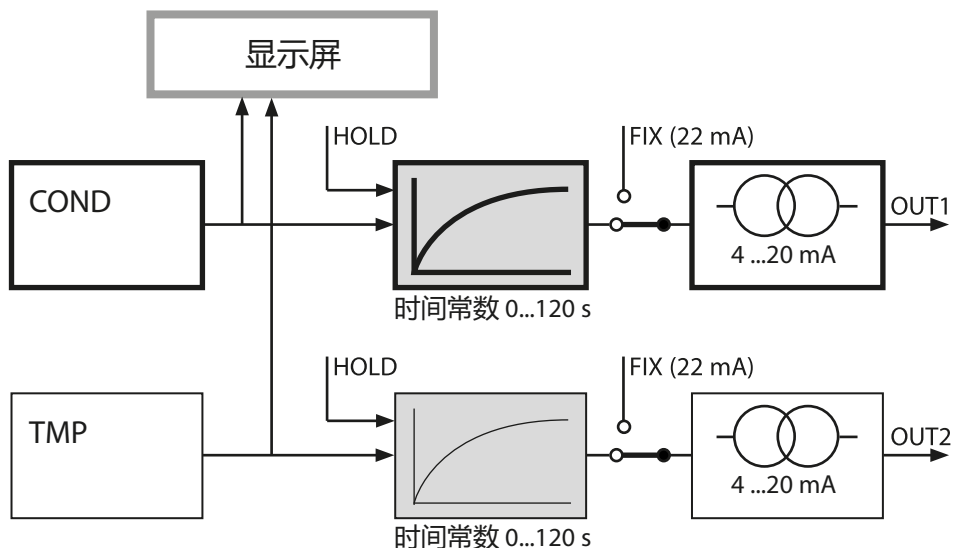 显示屏
HOLD
FIX (22 mA)
COND
OUT1
4 ...20 mA
时间常数 0...120 s
HOLD
FIX (22 mA)
TMP
OUT2
4 ...20 mA
时间常数 0...120 s